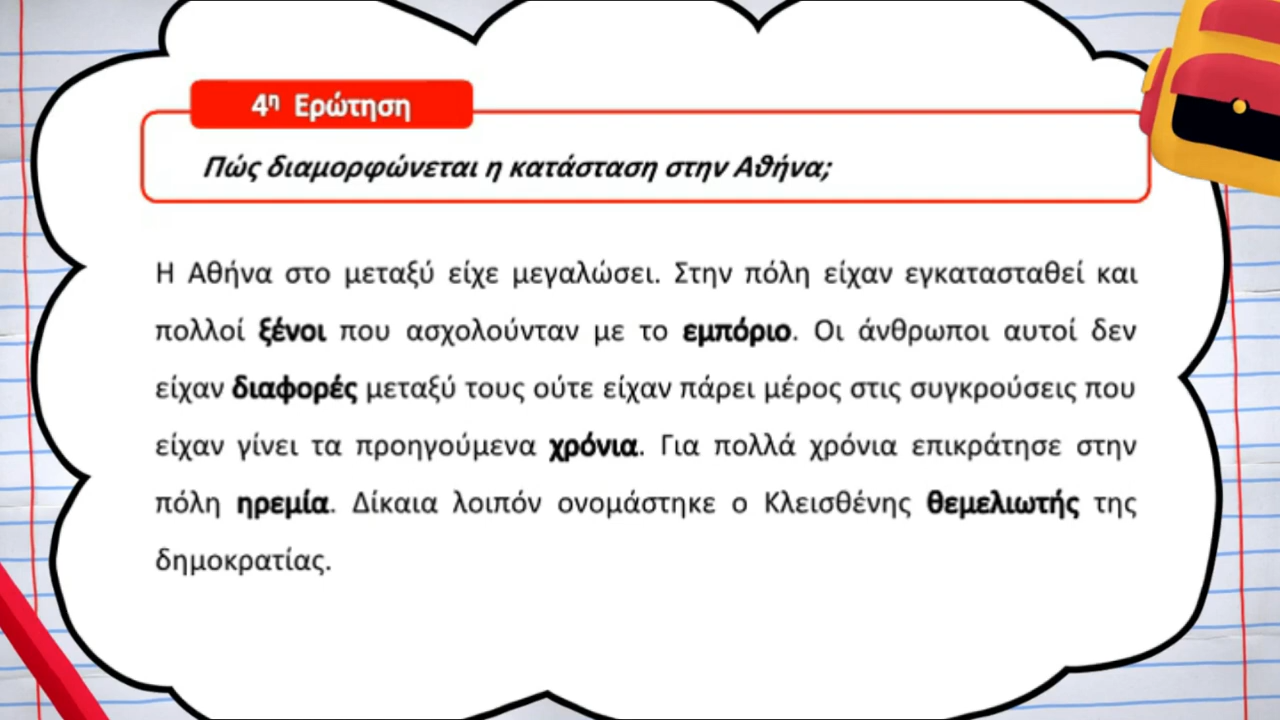 4η Ερώτηση
Πώς διαμορφώνεται η κατάσταση στην Αθήνα;
Η Αθήνα στο μεταξύ είχε μεγαλώσει. Στην πόλη είχαν εγκατασταθεί και
πολλοί ξένοι που ασχολούνταν με το εμπόριο. Οι άνθρωποι αυτοί δεν
είχαν διαφορές μεταξύ τους ούτε είχαν πάρει μέρος στις συγκρούσεις που
είχαν γίνει τα προηγούμενα χρόνια. Για πολλά χρόνια επικράτησε στην
πόλη ηρεμία. Δίκαια λοιπόν ονομάστηκε ο Κλεισθένης θεμελιωτής της
δημοκρατίας.